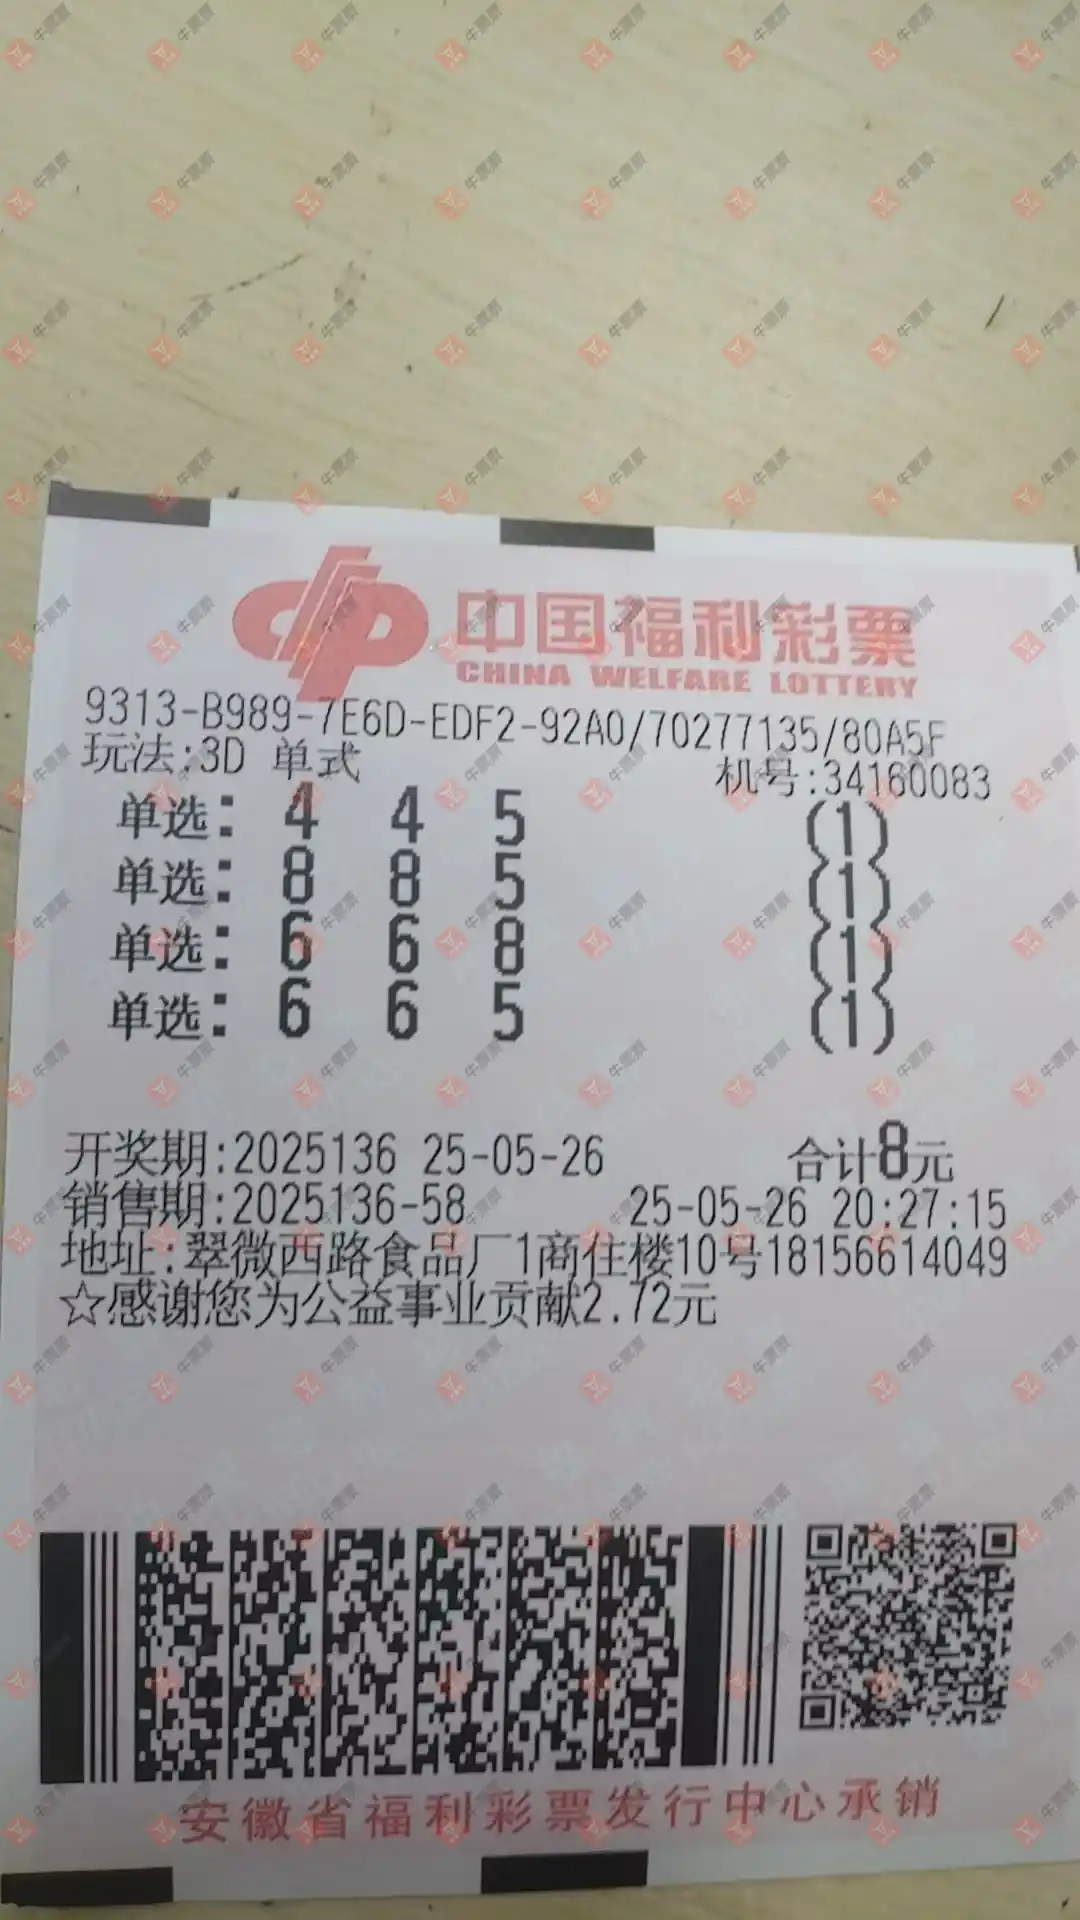 中国福利彩票
CHINA WELFARE LOTTERY
9313-B989-7E6D-EDF2-92A0/70277135/80A5F
玩法:3D 单式
机号:34160083
单选: 4 4 5 (1)
单选: 8 8 5 (1)
单选: 6 6 8 (1)
单选: 6 6 5 (1)
开奖期:2025136 25-05-26 合计8元
销售期:2025136-58 25-05-26 20:27:15
地址:翠微西路食品厂1商住楼10号18156614049
☆感谢您为公益事业贡献2.72元
安徽省福利彩票发行中心承销
牛票票